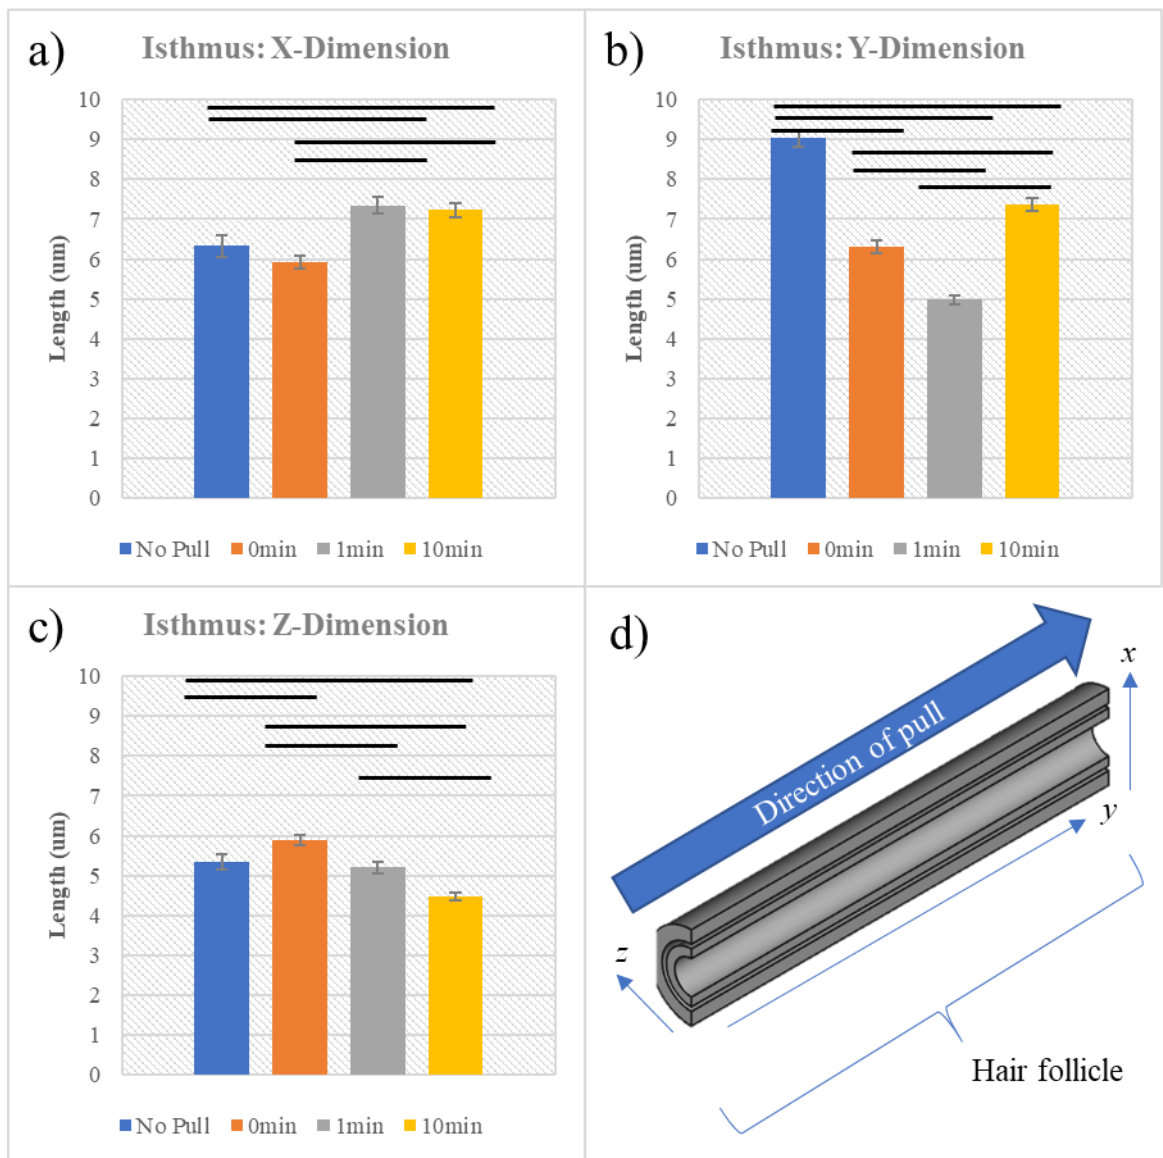 a)
Isthmus: X-Dimension
10
9
8
7
6
5
4
3
2
1
0
Length (um)
No Pull 0min 1min 10min
b)
Isthmus: Y-Dimension
10
9
8
7
6
5
4
3
2
1
0
Length (um)
No Pull 0min 1min 10min
c)
Isthmus: Z-Dimension
10
9
8
7
6
5
4
3
2
1
0
Length (um)
No Pull 0min 1min 10min
d)
Direction of pull
x
y
z
Hair follicle